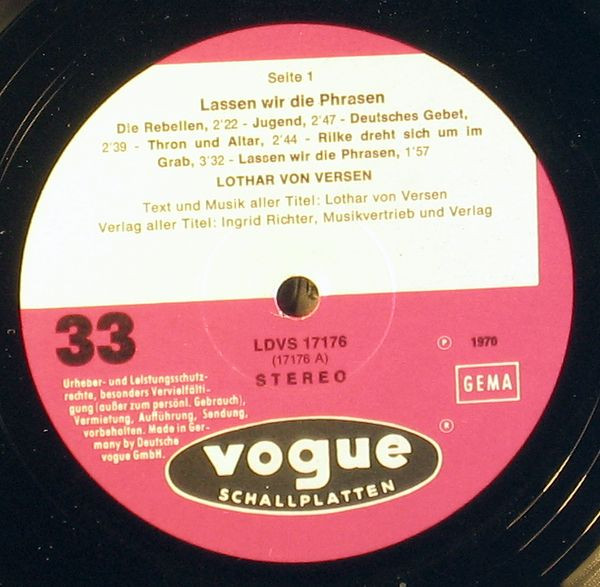 Seite 1
Lassen wir die Phrasen
Die Rebellen, 2'22 - Jugend, 2'47 - Deutsches Gebet,
2'39 - Thron und Altar, 2'44 - Rilke dreht sich um im
Grab, 3'32 - Lassen wir die Phrasen, 1'57
LOTHAR VON VERSEN
Text und Musik aller Titel: Lothar von Versen
Verlag aller Titel: Ingrid Richter, Musikvertrieb und Verlag
33
LDVS 17176
(17176 A)
STEREO
Ⓟ 1970
GEMA
Urheber- und Leistungsschutz-
rechte, besonders Vervielfälti-
gung (außer zum persönl. Gebrauch),
Vermietung, Aufführung, Sendung,
vorbehalten. Made in Ger-
many by Deutsche
vogue GmbH.
®
vogue
SCHALLPLATTEN